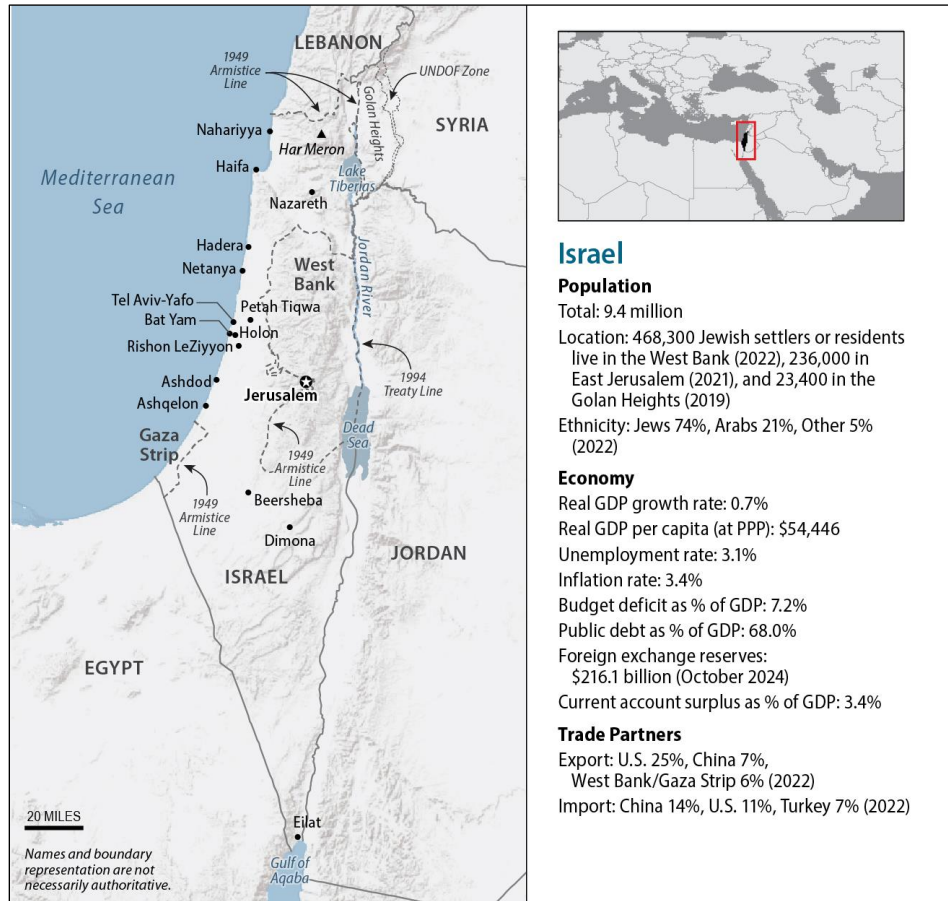 LEBANON
1949
Armistice
Line
UNDOF Zone
Golan Heights
SYRIA
Nahariyya
Har Meron
Haifa
Lake
Tiberias
Mediterranean
Sea
Nazareth
Jordan River
Hadera
West
Bank
Netanya
Tel Aviv-Yafo
Petah Tiqwa
Bat Yam
Holon
Rishon LeZiyyon
1994
Treaty Line
Ashdod
Jerusalem
Ashqelon
Gaza
Strip
Dead
Sea
1949
Armistice
Line
1949
Armistice
Line
Beersheba
Dimona
JORDAN
ISRAEL
EGYPT
20 MILES
Eilat
Names and boundary
representation are not
necessarily authoritative.
Gulf of
Aqaba
Israel
Population
Total: 9.4 million
Location: 468,300 Jewish settlers or residents
live in the West Bank (2022), 236,000 in
East Jerusalem (2021), and 23,400 in the
Golan Heights (2019)
Ethnicity: Jews 74%, Arabs 21%, Other 5%
(2022)
Economy
Real GDP growth rate: 0.7%
Real GDP per capita (at PPP): $54,446
Unemployment rate: 3.1%
Inflation rate: 3.4%
Budget deficit as % of GDP: 7.2%
Public debt as % of GDP: 68.0%
Foreign exchange reserves:
$216.1 billion (October 2024)
Current account surplus as % of GDP: 3.4%
Trade Partners
Export: U.S. 25%, China 7%,
West Bank/Gaza Strip 6% (2022)
Import: China 14%, U.S. 11%, Turkey 7% (2022)